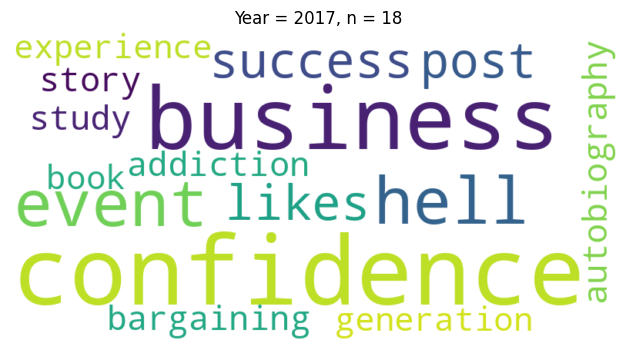 Year = 2017, n = 18
experience
success post
story
business
study
autobiography
addiction
book
event likes hell
confidence
bargaining generation